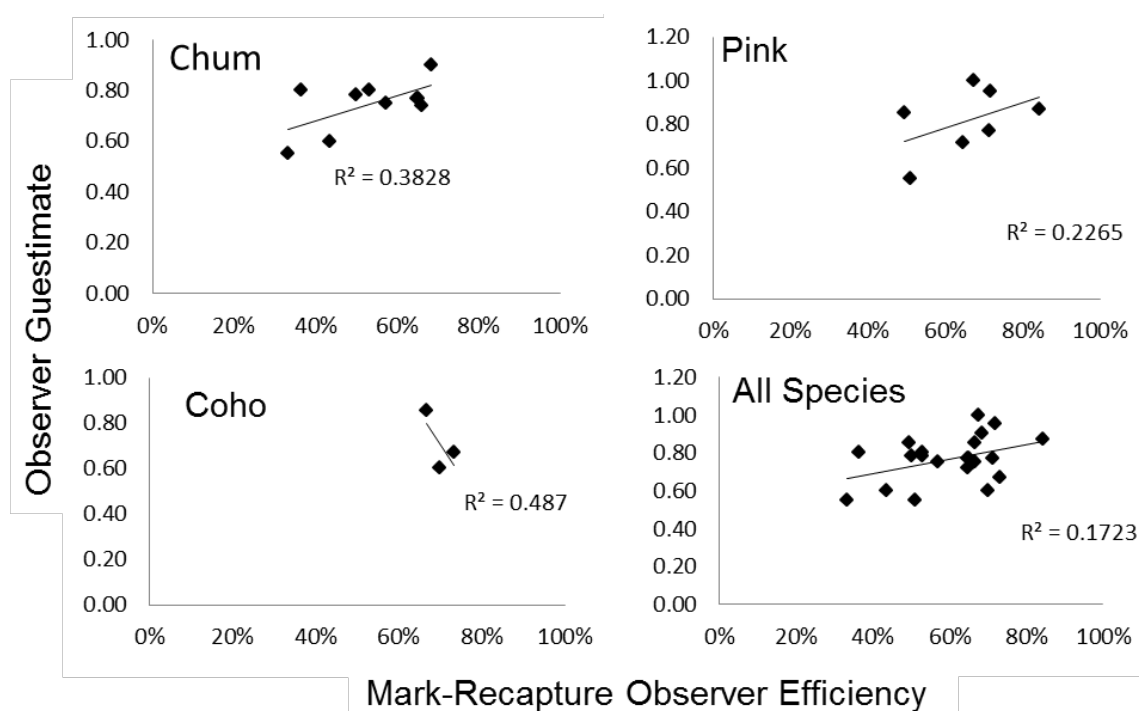 Observer Guestimate
Chum
1.00
0.80
0.60
0.40
0.20
0.00
R² = 0.3828
0% 20% 40% 60% 80% 100%
Pink
1.20
1.00
0.80
0.60
0.40
0.20
0.00
R² = 0.2265
0% 20% 40% 60% 80% 100%
Coho
1.00
0.80
0.60
0.40
0.20
0.00
R² = 0.487
0% 20% 40% 60% 80% 100%
All Species
1.20
1.00
0.80
0.60
0.40
0.20
0.00
R² = 0.1723
0% 20% 40% 60% 80% 100%
Mark-Recapture Observer Efficiency